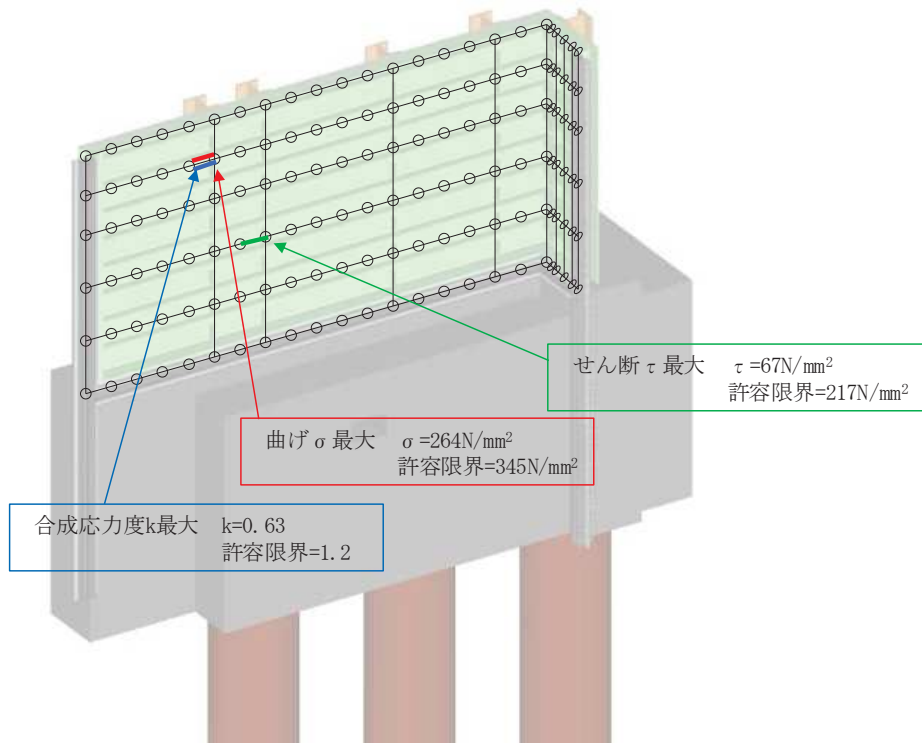 せん断τ最大 τ=67N/mm²
許容限界=217N/mm²
曲げσ最大 σ=264N/mm²
許容限界=345N/mm²
合成応力度k最大 k=0.63
許容限界=1.2